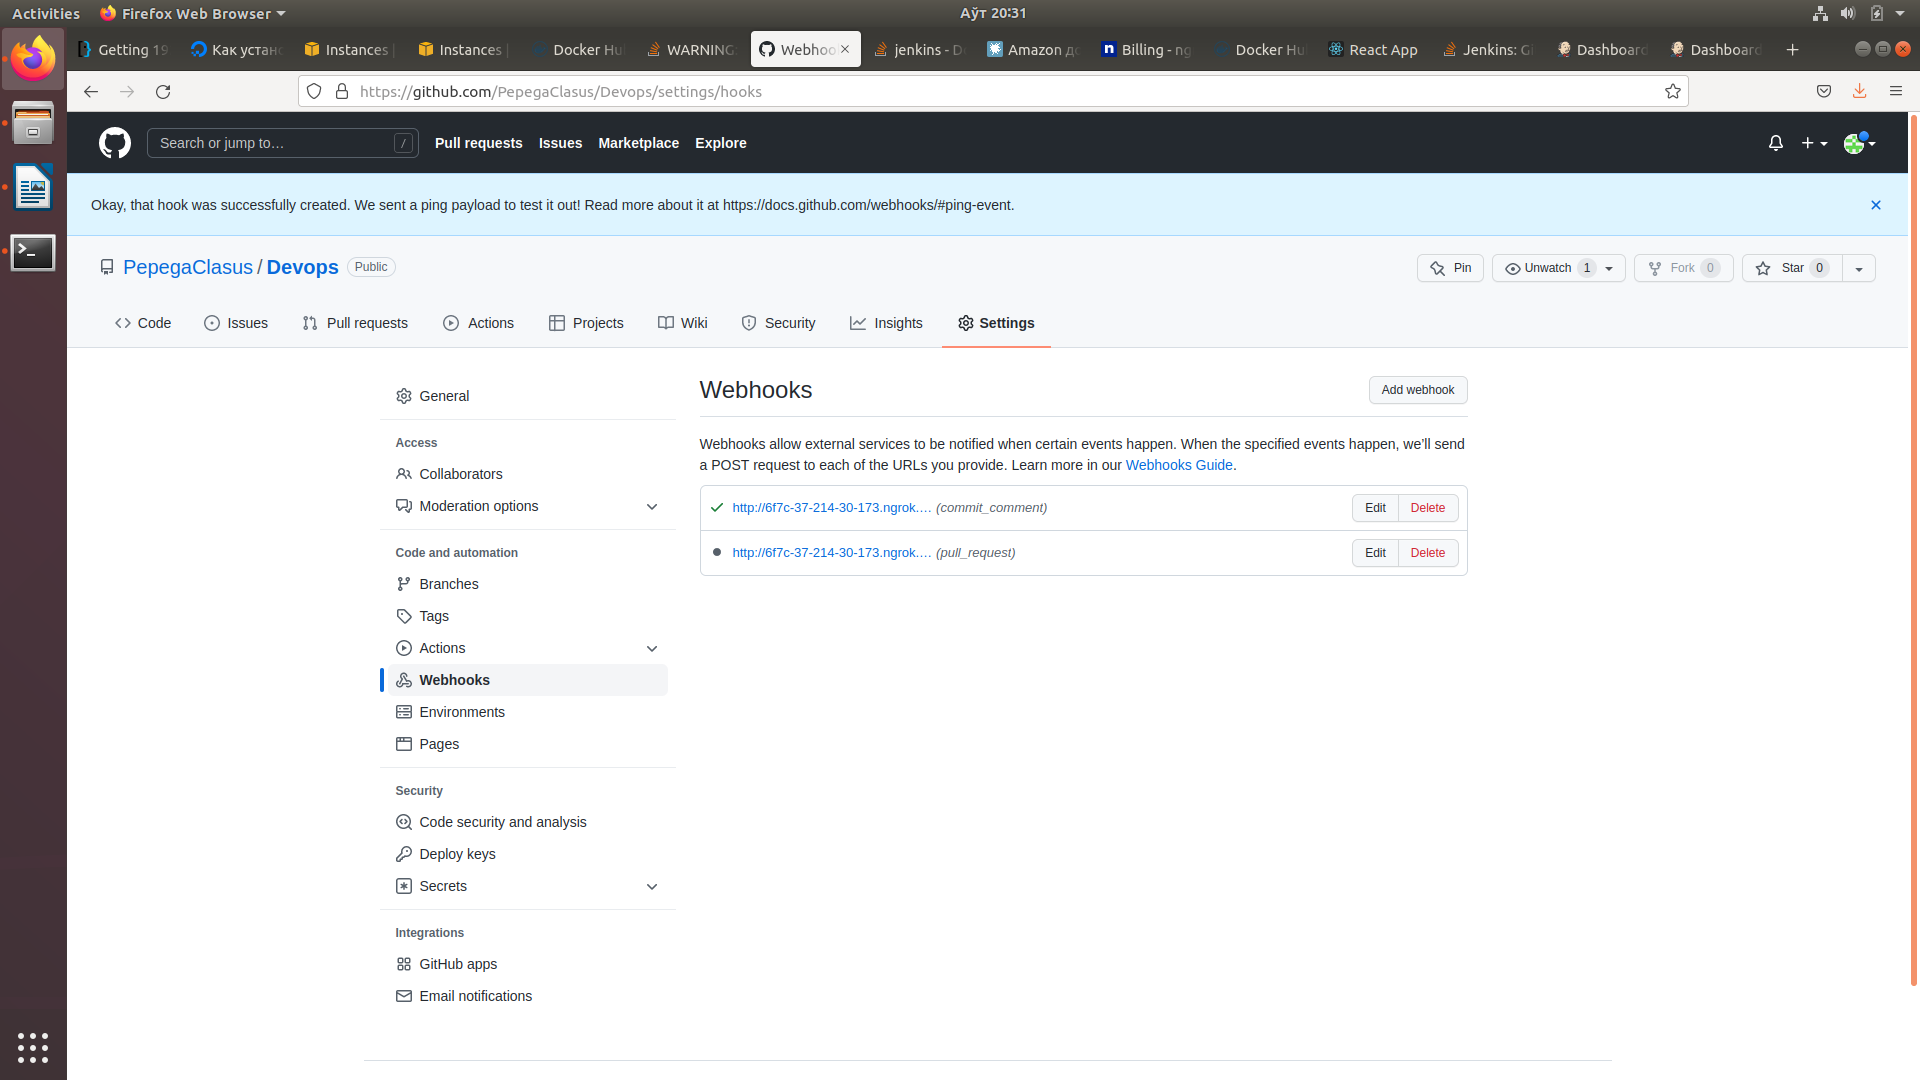 Activities Firefox Web Browser Аўт 20:31
Getting 19 Как устан Instances Instances Docker Hu WARNING: Webhoo jenkins - D Amazon до Billing - ng Docker Hu React App Jenkins: Gi Dashboard Dashboard
https://github.com/PepegaClasus/Devops/settings/hooks
Search or jump to… / Pull requests Issues Marketplace Explore
Okay, that hook was successfully created. We sent a ping payload to test it out! Read more about it at https://docs.github.com/webhooks/#ping-event.
PepegaClasus / Devops Public Pin Unwatch 1 Fork 0 Star 0
Code Issues Pull requests Actions Projects Wiki Security Insights Settings
General
Access
Collaborators
Moderation options
Code and automation
Branches
Tags
Actions
Webhooks
Environments
Pages
Security
Code security and analysis
Deploy keys
Secrets
Integrations
GitHub apps
Email notifications
Webhooks Add webhook
Webhooks allow external services to be notified when certain events happen. When the specified events happen, we'll send
a POST request to each of the URLs you provide. Learn more in our Webhooks Guide.
http://6f7c-37-214-30-173.ngrok.… (commit_comment) Edit Delete
http://6f7c-37-214-30-173.ngrok.… (pull_request) Edit Delete